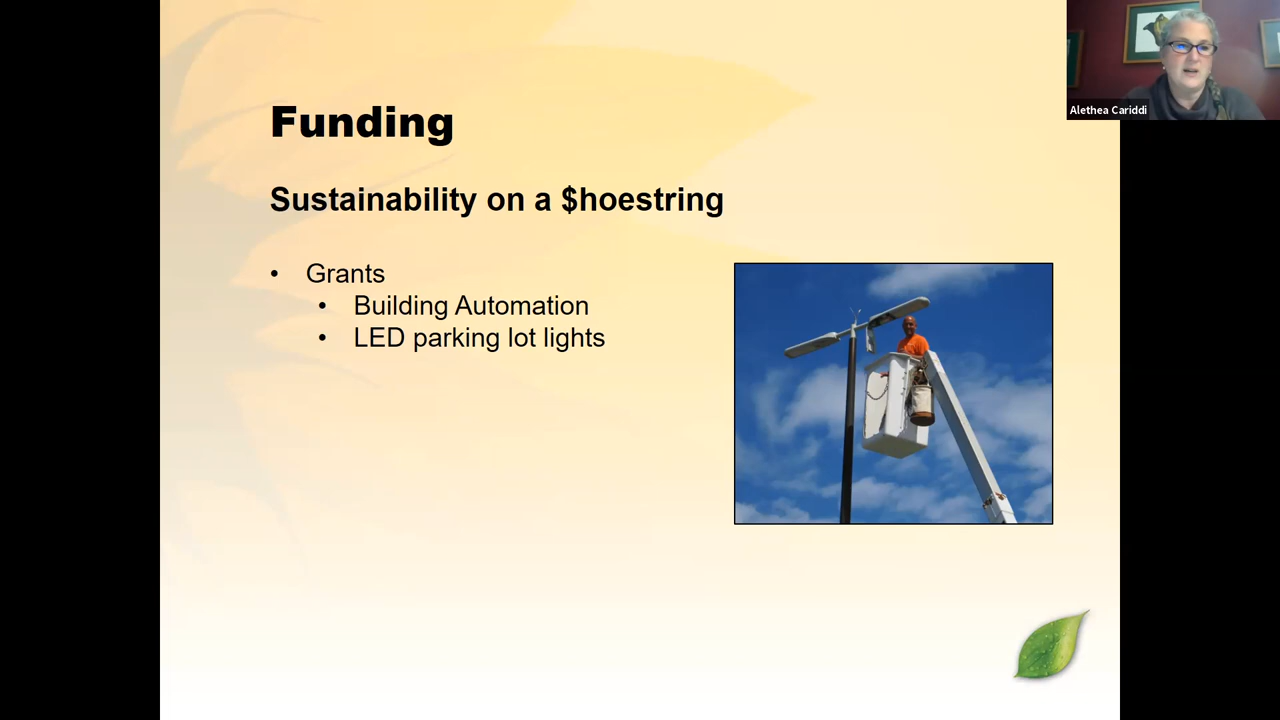 Funding
Sustainability on a $hoestring
• Grants
• Building Automation
• LED parking lot lights
Alethea Cariddi